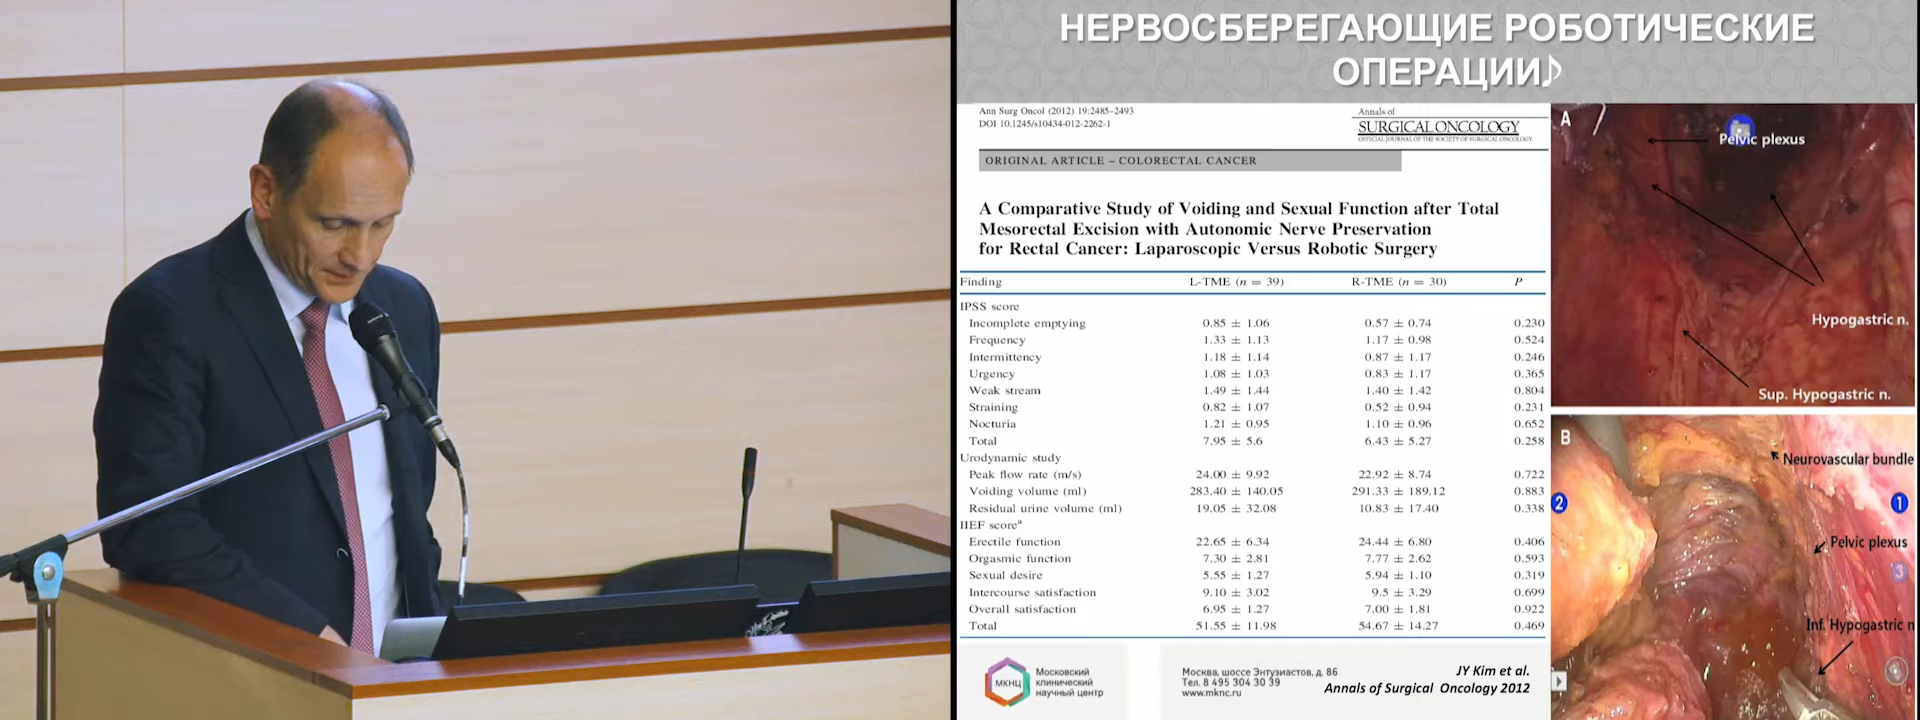 НЕРВОСБЕРЕГАЮЩИЕ РОБОТИЧЕСКИЕ
ОПЕРАЦИИ♪
Ann Surg Oncol (2012) 19:2485–2493
DOI 10.1245/s10434-012-2262-1
Annals of
SURGICAL ONCOLOGY
OFFICIAL JOURNAL OF THE SOCIETY OF SURGICAL ONCOLOGY
ORIGINAL ARTICLE – COLORECTAL CANCER
A Comparative Study of Voiding and Sexual Function after Total
Mesorectal Excision with Autonomic Nerve Preservation
for Rectal Cancer: Laparoscopic Versus Robotic Surgery
Finding L-TME (n = 39) R-TME (n = 30) P
IPSS score
Incomplete emptying 0.85 ± 1.06 0.57 ± 0.74 0.230
Frequency 1.33 ± 1.13 1.17 ± 0.98 0.524
Intermittency 1.18 ± 1.14 0.87 ± 1.17 0.246
Urgency 1.08 ± 1.03 0.83 ± 1.17 0.365
Weak stream 1.49 ± 1.44 1.40 ± 1.42 0.804
Straining 0.82 ± 1.07 0.52 ± 0.94 0.231
Nocturia 1.21 ± 0.95 1.10 ± 0.96 0.652
Total 7.95 ± 5.6 6.43 ± 5.27 0.258
Urodynamic study
Peak flow rate (m/s) 24.00 ± 9.92 22.92 ± 8.74 0.722
Voiding volume (ml) 283.40 ± 140.05 291.33 ± 189.12 0.883
Residual urine volume (ml) 19.05 ± 32.08 10.83 ± 17.40 0.338
IIEF scoreª
Erectile function 22.65 ± 6.34 24.44 ± 6.80 0.406
Orgasmic function 7.30 ± 2.81 7.77 ± 2.62 0.593
Sexual desire 5.55 ± 1.27 5.94 ± 1.10 0.319
Intercourse satisfaction 9.10 ± 3.02 9.5 ± 3.29 0.699
Overall satisfaction 6.95 ± 1.27 7.00 ± 1.81 0.922
Total 51.55 ± 11.98 54.67 ± 14.27 0.469
A
Pelvic plexus
Hypogastric n.
Sup. Hypogastric n.
B
Neurovascular bundle
2
1
Pelvic plexus
3
Inf. Hypogastric n
МКНЦ
Московский
клинический
научный центр
Москва, шоссе Энтузиастов, д. 86
Тел. 8 495 304 30 39
www.mknc.ru
JY Kim et al.
Annals of Surgical Oncology 2012